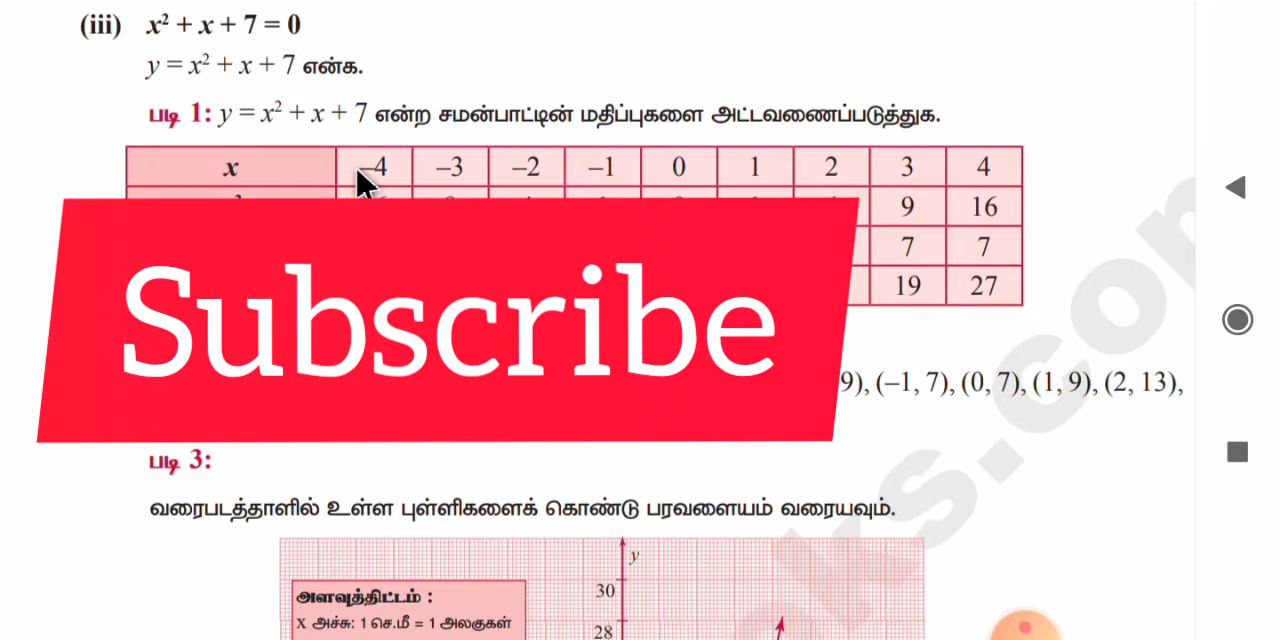 (iii) x² + x + 7 = 0
y = x² + x + 7 என்க.
படி 1: y = x² + x + 7 என்ற சமன்பாட்டின் மதிப்புகளை அட்டவணைப்படுத்துக.
x –4 –3 –2 –1 0 1 2 3 4
9 16
7 7
19 27
Subscribe
9), (–1, 7), (0, 7), (1, 9), (2, 13),
படி 3:
வரைபடத்தாளில் உள்ள புள்ளிகளைக் கொண்டு பரவளையம் வரையவும்.
y
அளவுத்திட்டம் :
30
x அச்சு: 1 செ.மீ = 1 அலகுகள்
28